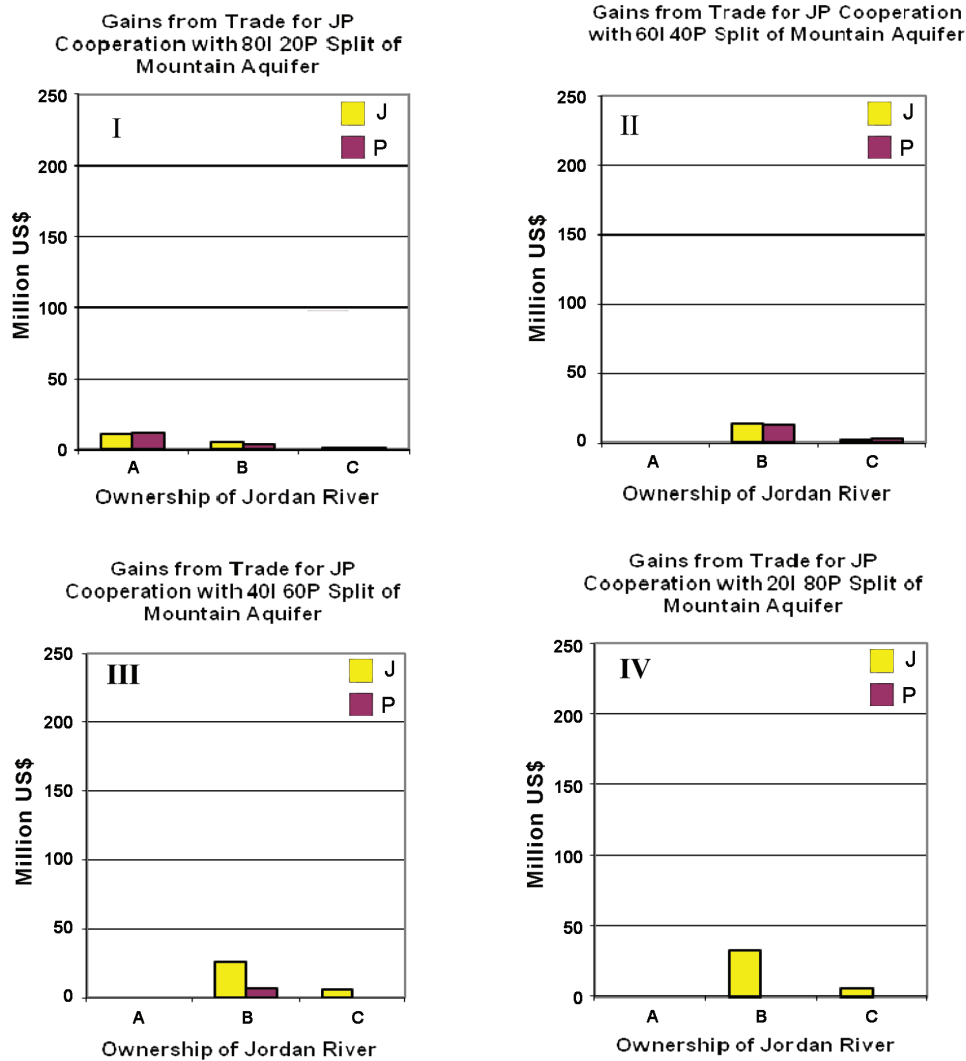 Gains from Trade for JP
Cooperation with 80I 20P Split of
Mountain Aquifer
I
J
P
250
200
150
100
50
0
Million US$
A B C
Ownership of Jordan River
Gains from Trade for JP Cooperation
with 60I 40P Split of Mountain Aquifer
II
J
P
250
200
150
100
50
0
Million US$
A B C
Ownership of Jordan River
Gains from Trade for JP
Cooperation with 40I 60P Split of
Mountain Aquifer
III
J
P
250
200
150
100
50
0
Million US$
A B C
Ownership of Jordan River
Gains from Trade for JP
Cooperation with 20I 80P Split of
Mountain Aquifer
IV
J
P
250
200
150
100
50
0
Million US$
A B C
Ownership of Jordan River